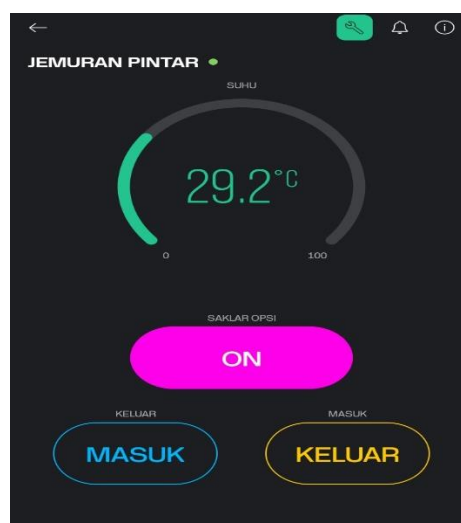 JEMURAN PINTAR
SUHU
29.2°C
0 100
SAKLAR OPSI
ON
KELUAR MASUK
MASUK KELUAR